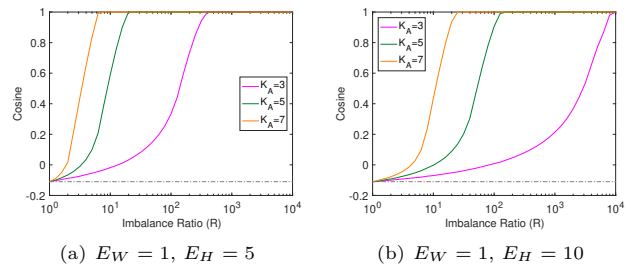 1
0.8
0.6
0.4
0.2
0
-0.2
Cosine
K_A=3
K_A=5
K_A=7
10^0 10^1 10^2 10^3 10^4
Imbalance Ratio (R)
(a) E_W = 1, E_H = 5
1
0.8
0.6
0.4
0.2
0
-0.2
Cosine
K_A=3
K_A=5
K_A=7
10^0 10^1 10^2 10^3 10^4
Imbalance Ratio (R)
(b) E_W = 1, E_H = 10